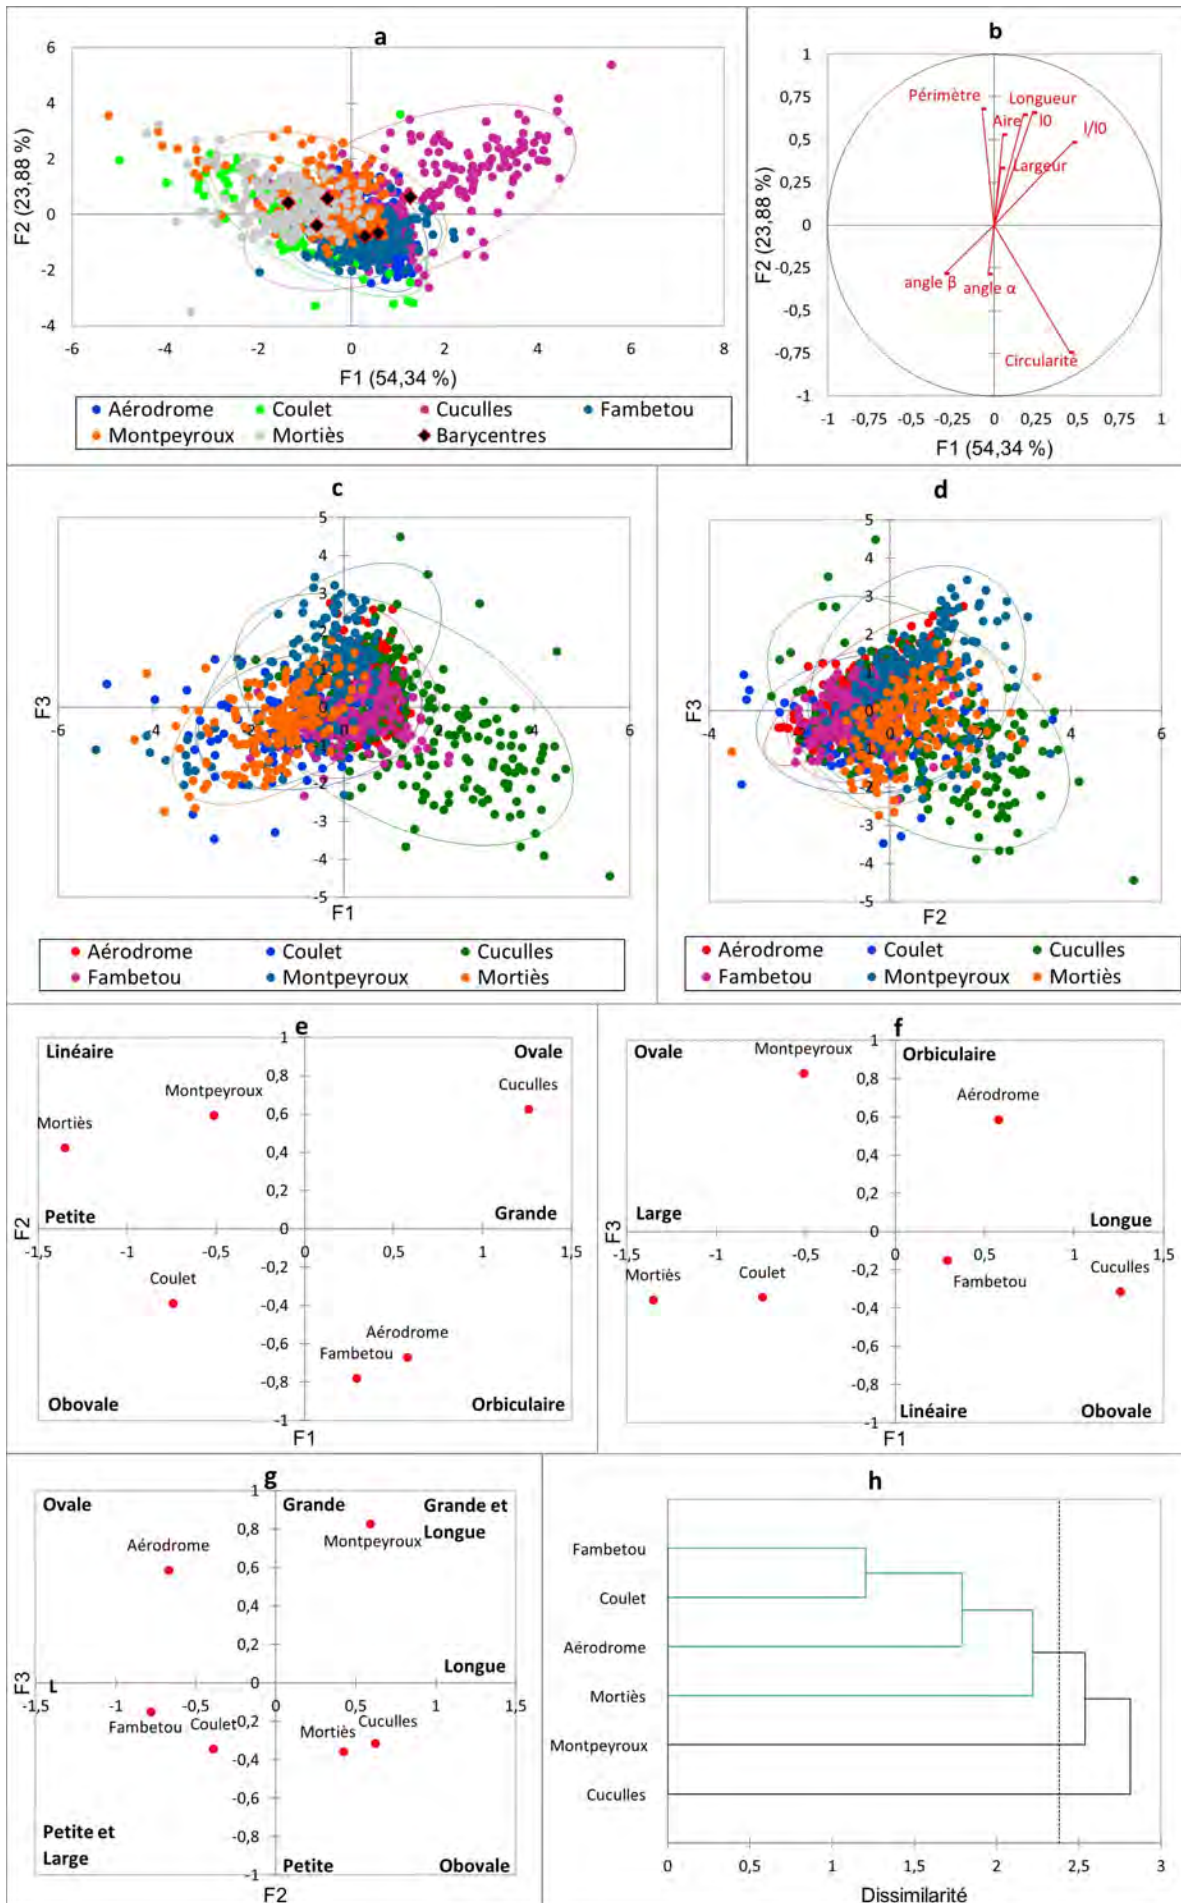 a
6
4
2
0
-2
-4
-6
-4
-2
0
2
4
6
8
F2 (23,88 %)
F1 (54,34 %)
Aérodrome
Coulet
Cuculles
Fambetou
Montpeyroux
Mortiès
Barycentres
b
1
0,75
0,5
0,25
0
-0,25
-0,5
-0,75
-1
Périmètre
Longueur
Aire
l0
l/l0
Largeur
angle β
angle α
Circularité
-1
-0,75
-0,5
-0,25
0
0,25
0,5
0,75
1
F2 (23,88 %)
F1 (54,34 %)
c
5
4
3
2
1
0
-1
-2
-3
-4
-5
-6
-4
-2
0
2
4
6
F3
F1
Aérodrome
Coulet
Cuculles
Fambetou
Montpeyroux
Mortiès
d
5
4
3
2
1
0
-1
-2
-3
-4
-5
-4
-2
0
2
4
6
F3
F2
Aérodrome
Coulet
Cuculles
Fambetou
Montpeyroux
Mortiès
e
Linéaire
Ovale
Montpeyroux
Cuculles
Mortiès
Petite
Grande
Coulet
Aérodrome
Fambetou
Obovale
Orbiculaire
1
0,8
0,6
0,4
0,2
0
-0,2
-0,4
-0,6
-0,8
-1
-1,5
-1
-0,5
0
0,5
1
1,5
F2
F1
f
Ovale
Montpeyroux
Orbiculaire
Aérodrome
Large
Longue
Mortiès
Coulet
Fambetou
Cuculles
Linéaire
Obovale
1
0,8
0,6
0,4
0,2
0
-0,2
-0,4
-0,6
-0,8
-1
-1,5
-1
-0,5
0
0,5
1
1,5
F3
F1
g
Ovale
Grande
Grande et
Longue
Aérodrome
Montpeyroux
Longue
L
Fambetou
Coulet
Mortiès
Cuculles
Petite et
Large
Petite
Obovale
1
0,8
0,6
0,4
0,2
0
-0,2
-0,4
-0,6
-0,8
-1
-1,5
-1
-0,5
0
0,5
1
1,5
F3
F2
h
Fambetou
Coulet
Aérodrome
Mortiès
Montpeyroux
Cuculles
0
0,5
1
1,5
2
2,5
3
Dissimilarité